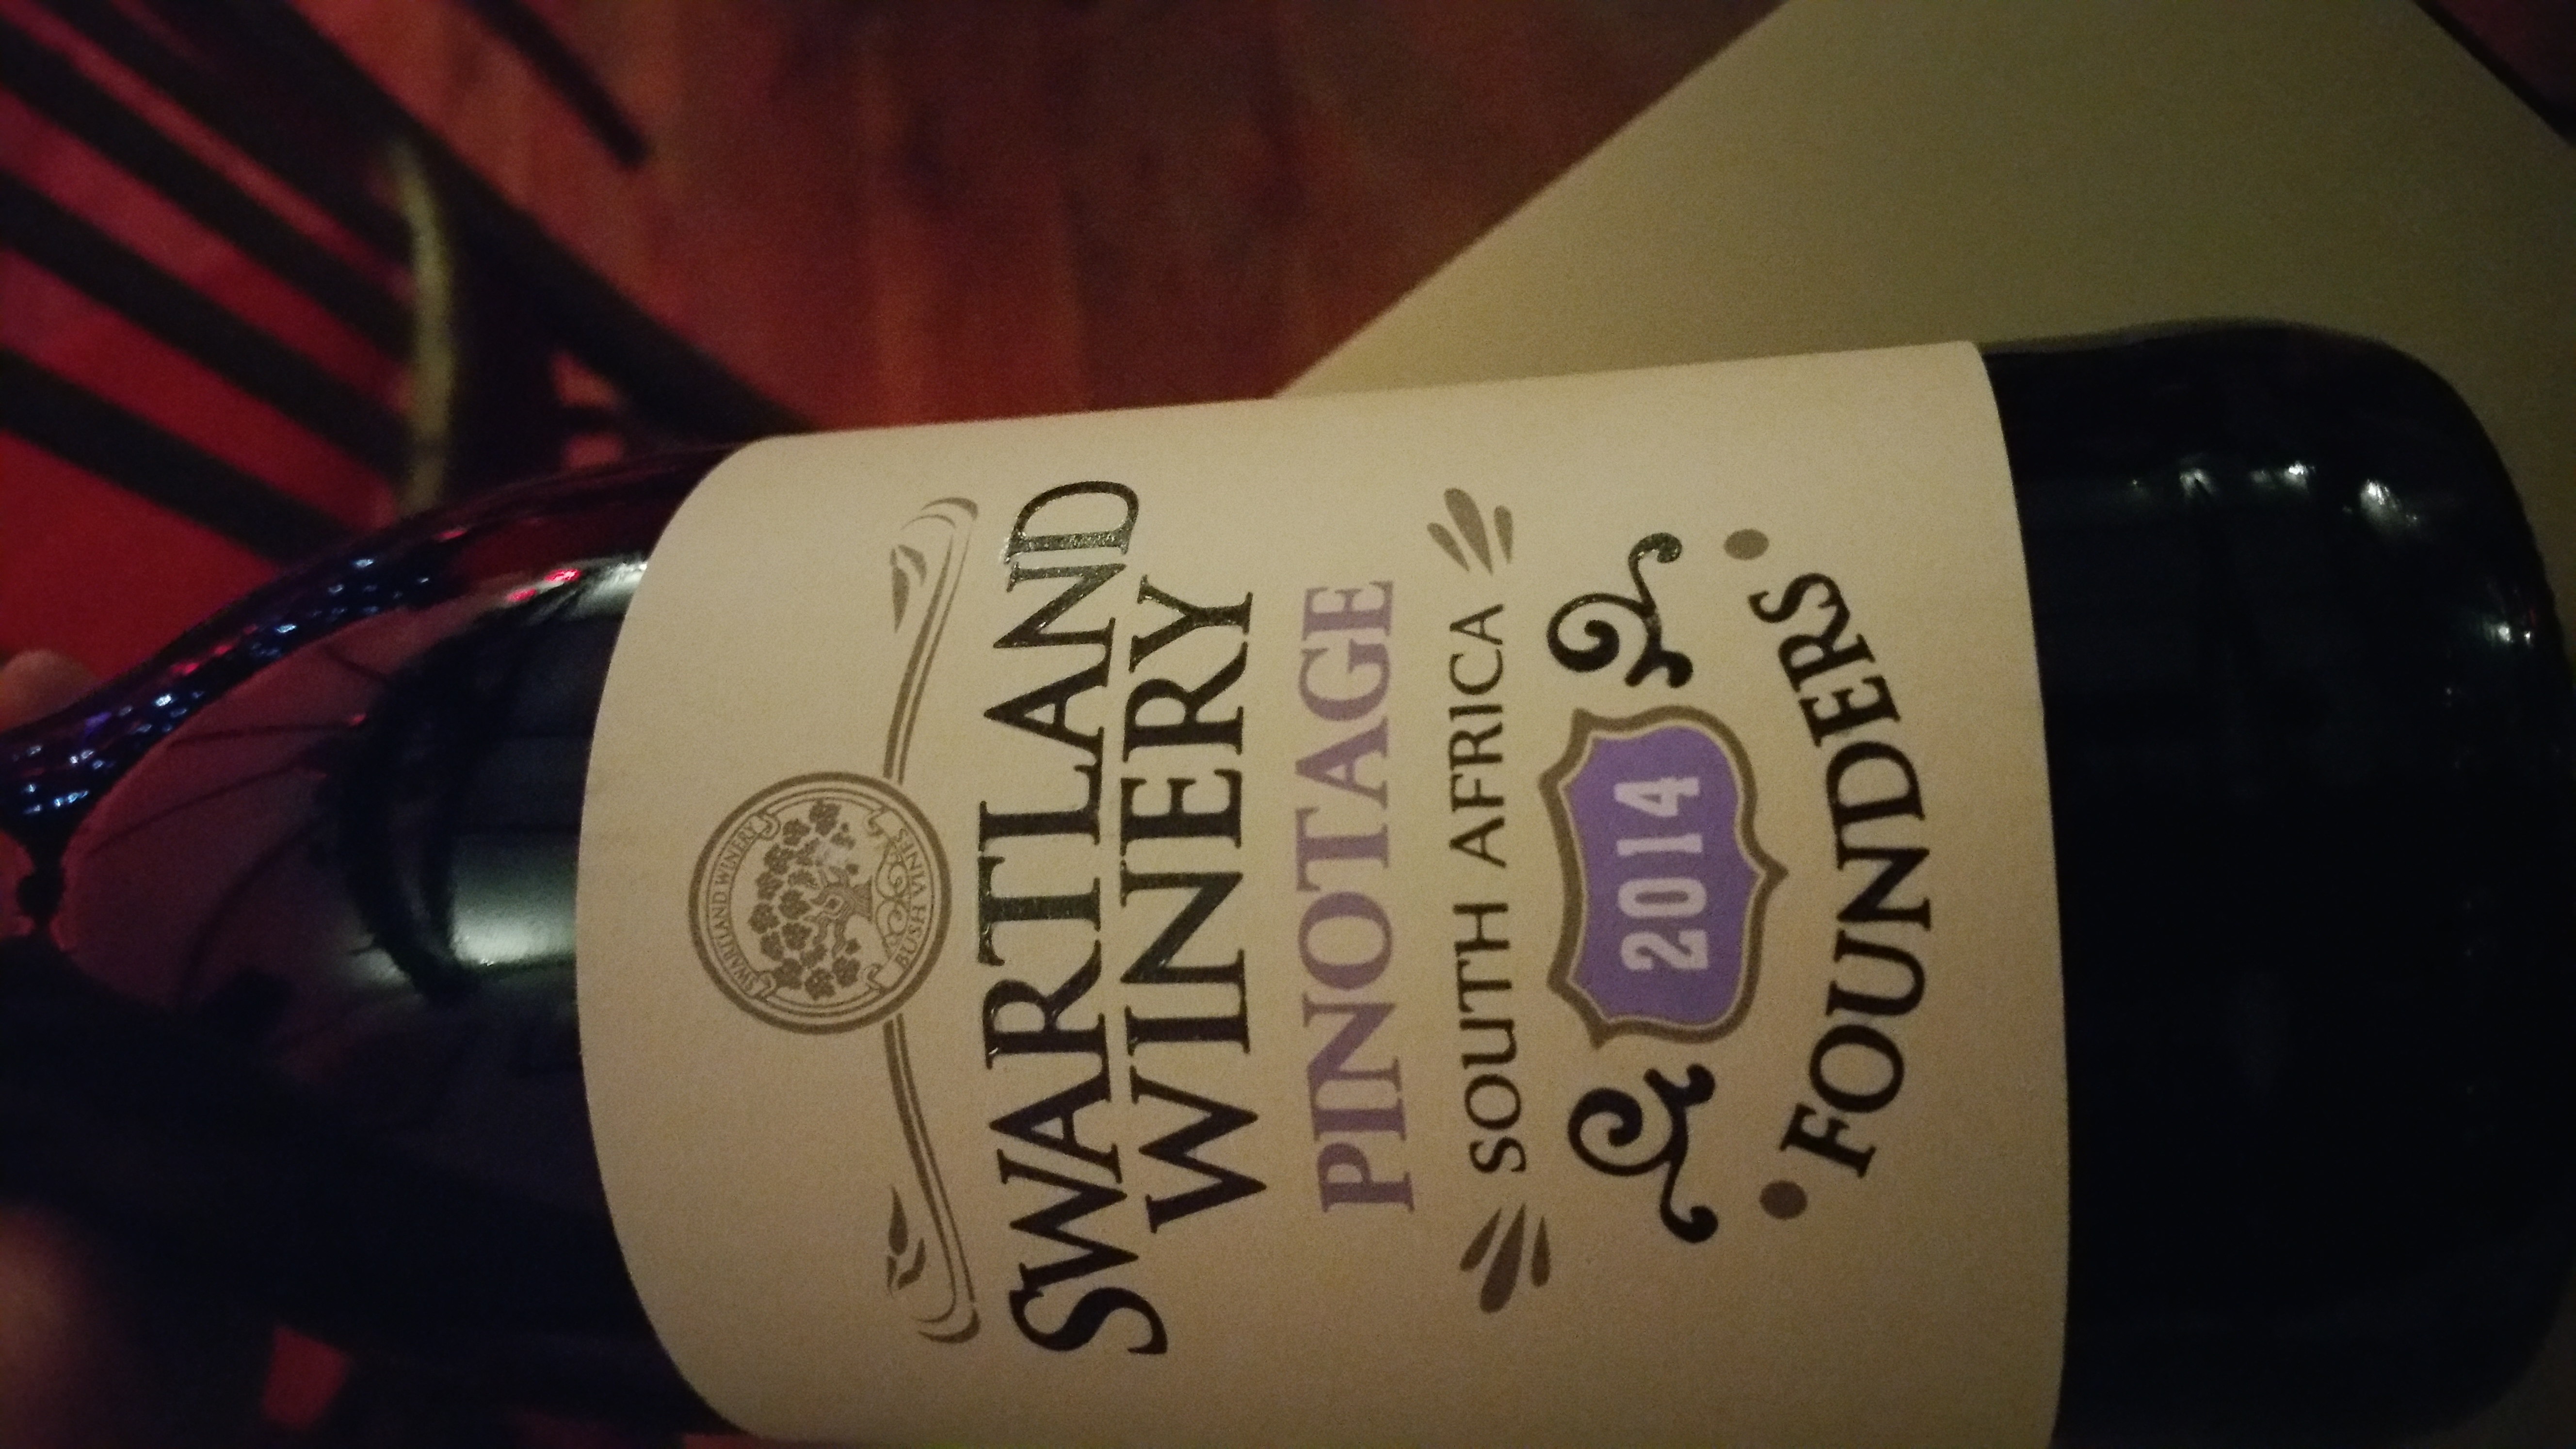 SWARTLAND WINERY
BUSH VINES
SWARTLAND
WINERY
PINOTAGE
SOUTH AFRICA
2014
• FOUNDERS •